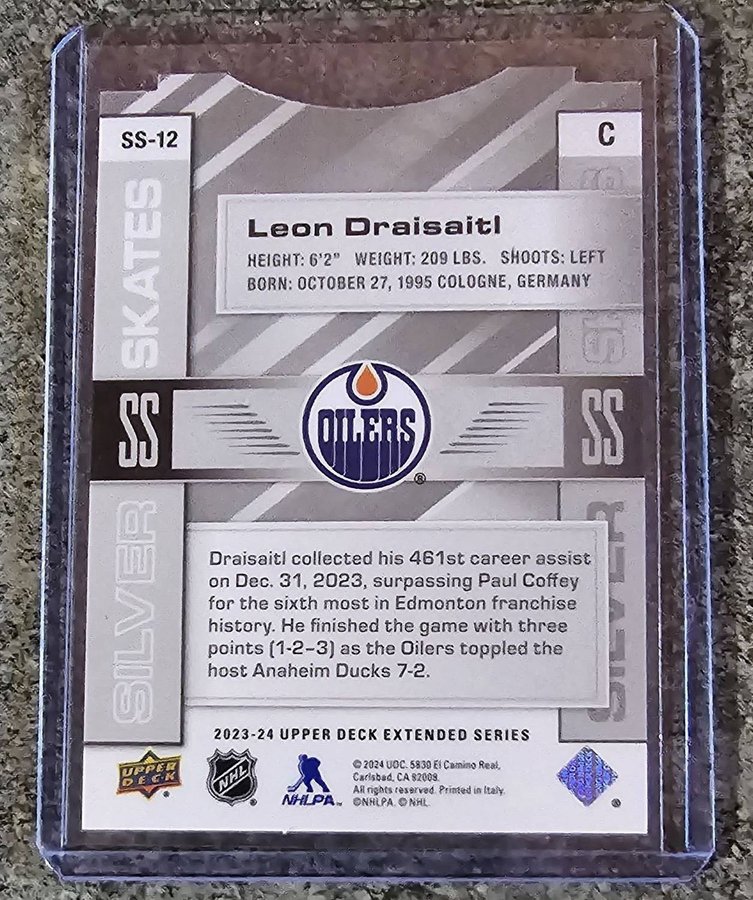 SS-12
C
SKATES
Leon Draisaitl
HEIGHT: 6'2" WEIGHT: 209 LBS. SHOOTS: LEFT
BORN: OCTOBER 27, 1995 COLOGNE, GERMANY
SS
OILERS
®
SS
SILVER
SILVER
Draisaitl collected his 461st career assist
on Dec. 31, 2023, surpassing Paul Coffey
for the sixth most in Edmonton franchise
history. He finished the game with three
points (1-2–3) as the Oilers toppled the
host Anaheim Ducks 7-2.
2023-24 UPPER DECK EXTENDED SERIES
UPPER
DECK
®
NHL
®
NHLPA
© 2024 UDC. 5830 El Camino Real,
Carlsbad, CA 92008.
All rights reserved. Printed in Italy.
©NHLPA. © NHL.
®